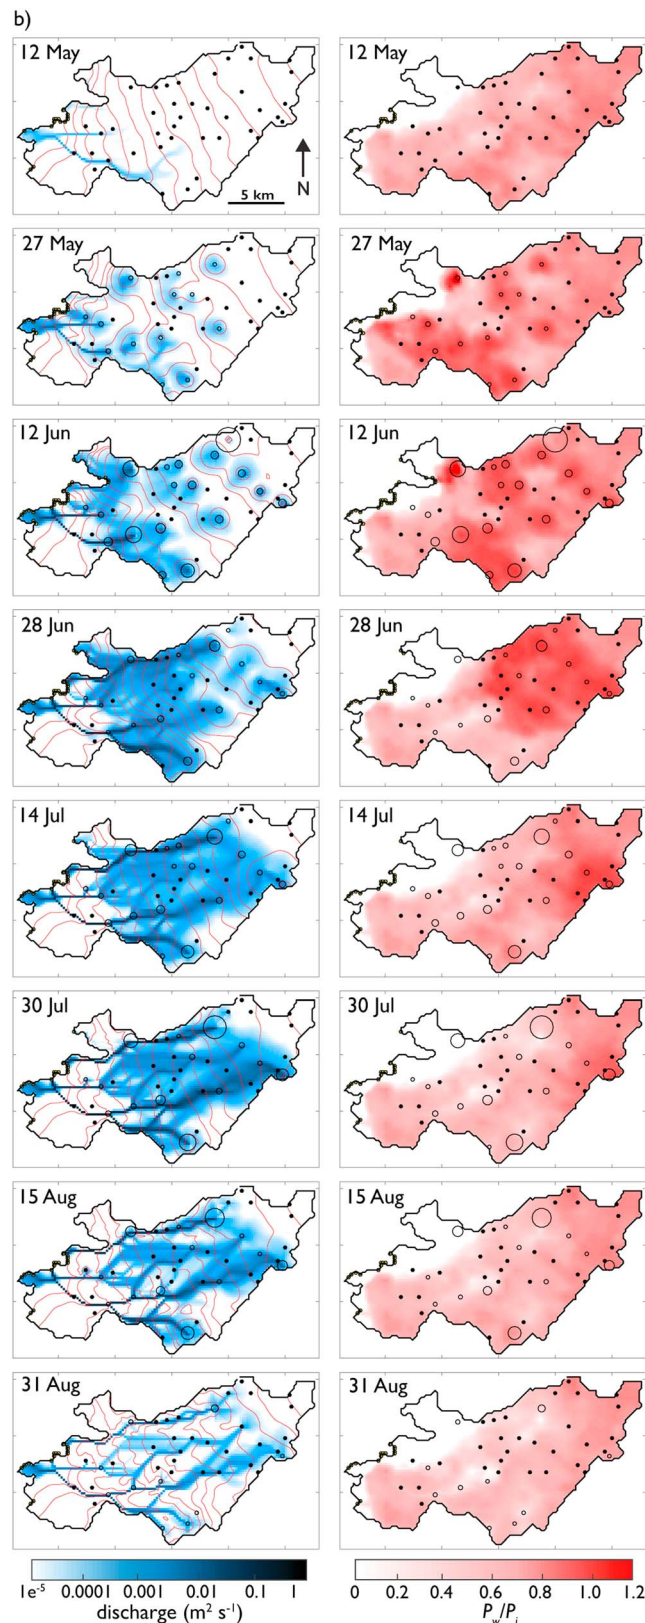 b)
12 May
12 May
5 km
N
27 May
27 May
12 Jun
12 Jun
28 Jun
28 Jun
14 Jul
14 Jul
30 Jul
30 Jul
15 Aug
15 Aug
31 Aug
31 Aug
1e⁻⁵ 0.0001 0.001 0.01 0.1 1
discharge (m² s⁻¹)
0 0.2 0.4 0.6 0.8 1.0 1.2
P_w/P_i